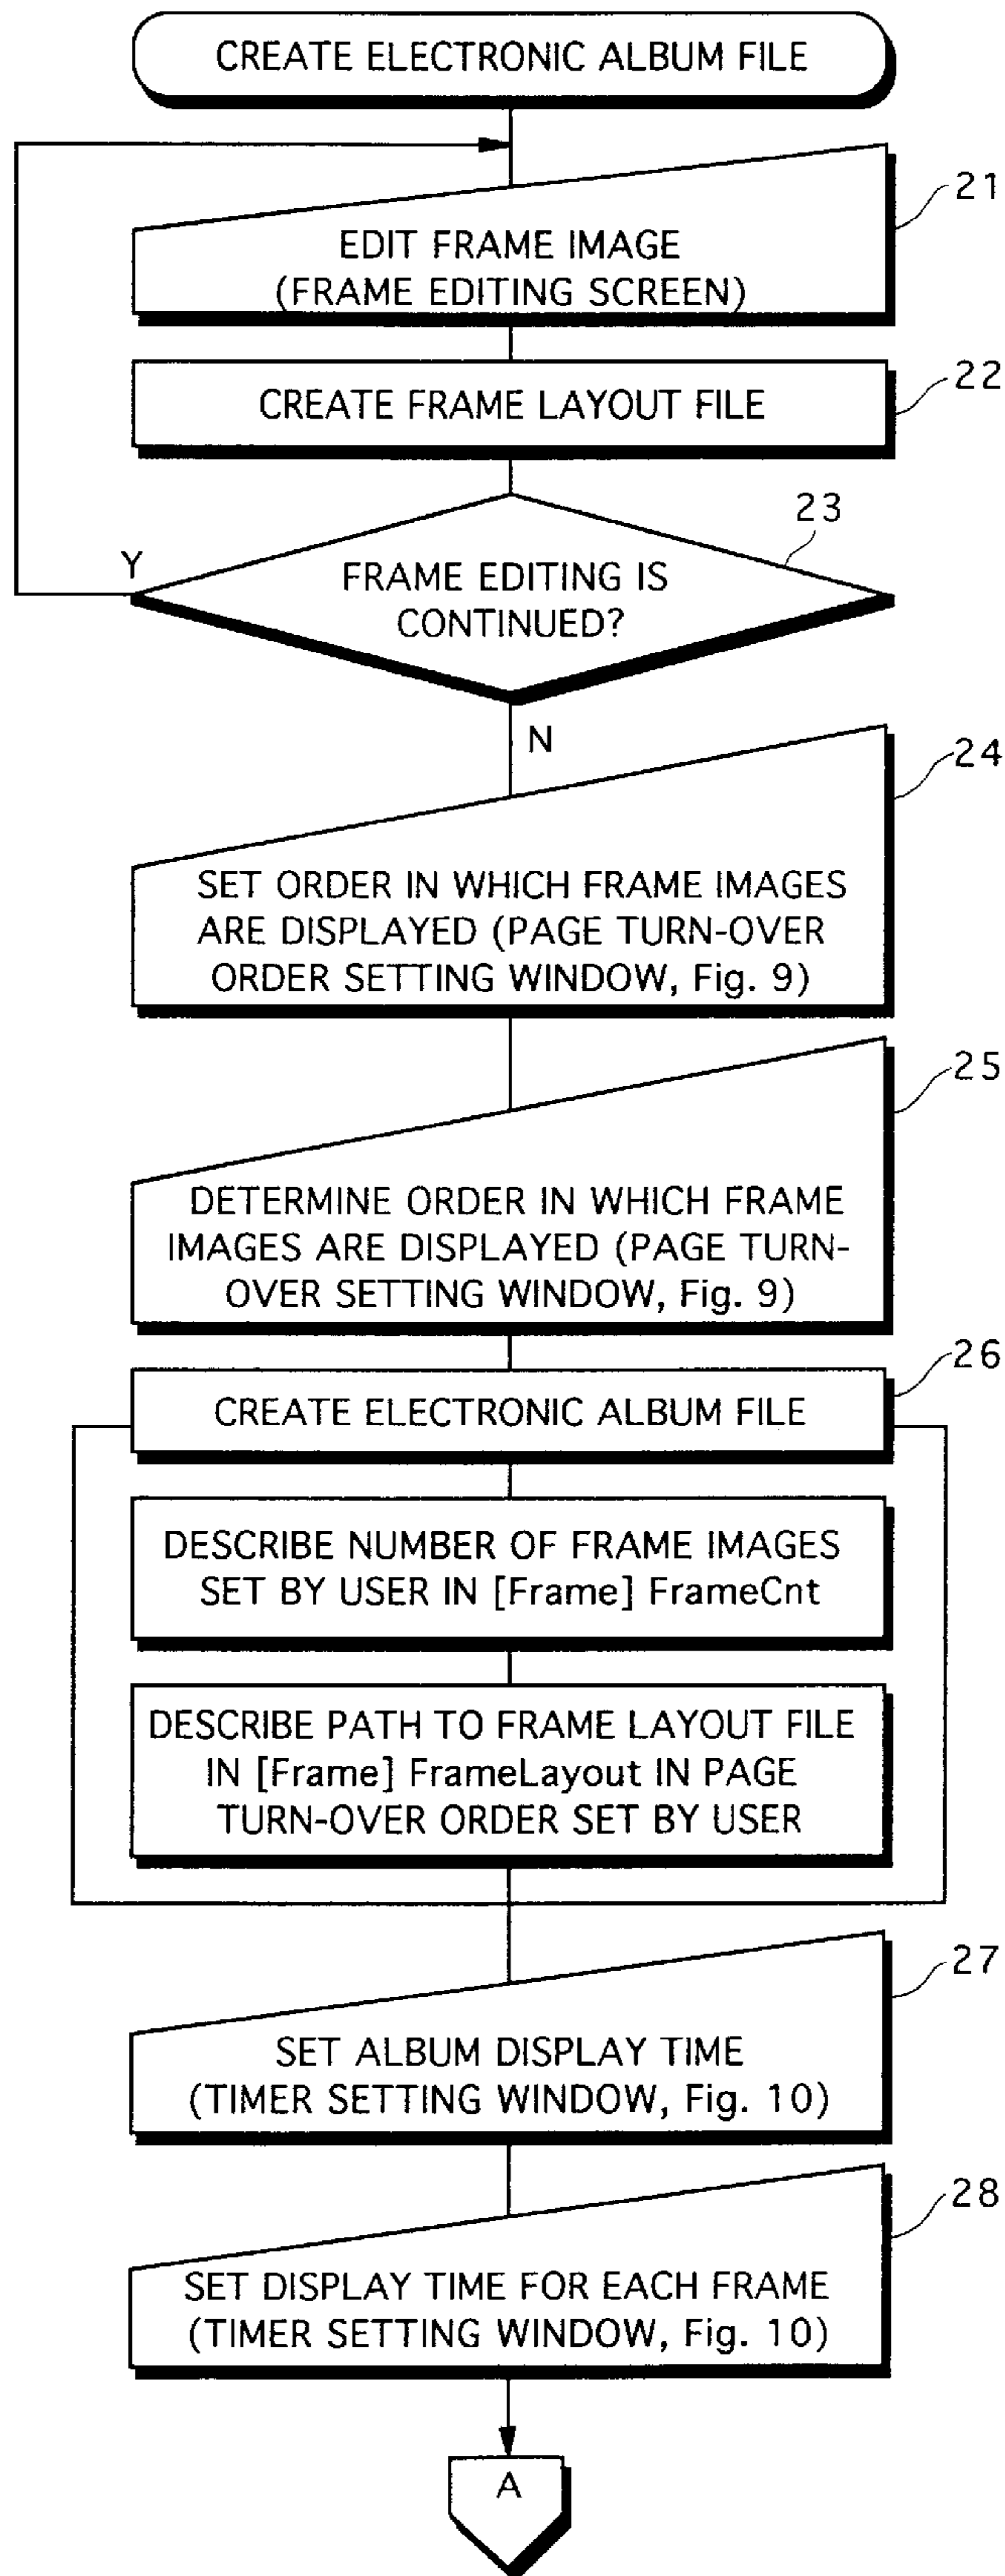 CREATE ELECTRONIC ALBUM FILE
21
EDIT FRAME IMAGE
(FRAME EDITING SCREEN)
22
CREATE FRAME LAYOUT FILE
23
Y
FRAME EDITING IS
CONTINUED?
N
24
SET ORDER IN WHICH FRAME IMAGES
ARE DISPLAYED (PAGE TURN-OVER
ORDER SETTING WINDOW, Fig. 9)
25
DETERMINE ORDER IN WHICH FRAME
IMAGES ARE DISPLAYED (PAGE TURN-
OVER SETTING WINDOW, Fig. 9)
26
CREATE ELECTRONIC ALBUM FILE
DESCRIBE NUMBER OF FRAME IMAGES
SET BY USER IN [Frame] FrameCnt
DESCRIBE PATH TO FRAME LAYOUT FILE
IN [Frame] FrameLayout IN PAGE
TURN-OVER ORDER SET BY USER
27
SET ALBUM DISPLAY TIME
(TIMER SETTING WINDOW, Fig. 10)
28
SET DISPLAY TIME FOR EACH FRAME
(TIMER SETTING WINDOW, Fig. 10)
A